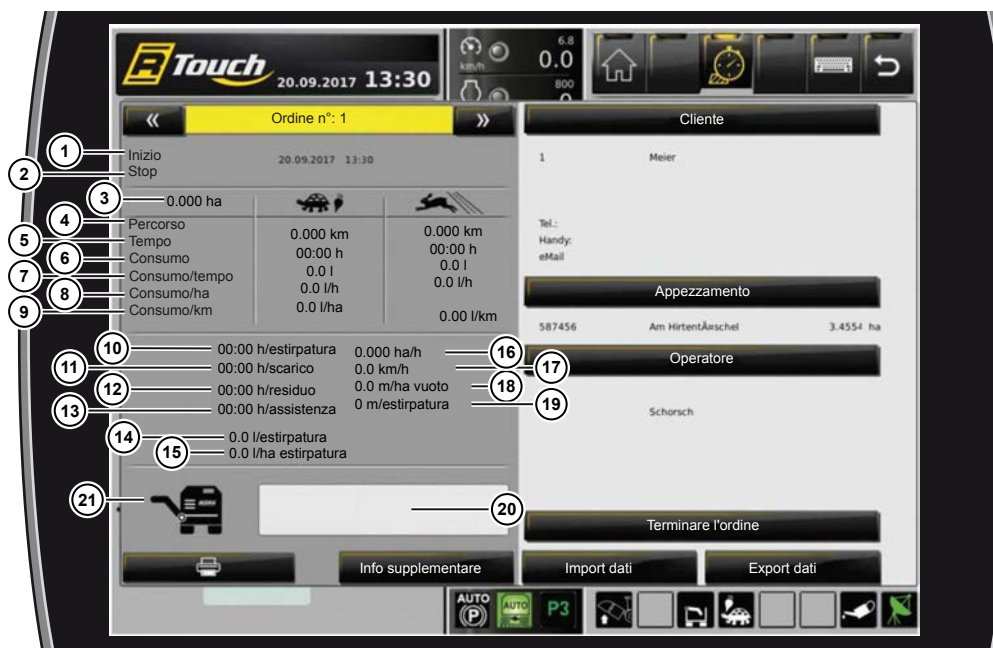 R Touch 20.09.2017 13:30
km/h 6.8
0.0
800
« Ordine n°: 1 »
1 Inizio 20.09.2017 13:30
2 Stop
3 0.000 ha
4 Percorso 0.000 km 0.000 km
5 Tempo 00:00 h 00:00 h
6 Consumo 0.0 l 0.0 l
7 Consumo/tempo 0.0 l/h 0.0 l/h
8 Consumo/ha 0.0 l/ha
9 Consumo/km 0.00 l/km
10 00:00 h/estirpatura 0.000 ha/h 16
11 00:00 h/scarico 0.0 km/h 17
12 00:00 h/residuo 0.0 m/ha vuoto 18
13 00:00 h/assistenza 0 m/estirpatura 19
14 0.0 l/estirpatura
15 0.0 l/ha estirpatura
21
20
Info supplementare
Cliente
1 Meier
Tel.:
Handy:
eMail
Appezzamento
587456 Am HirtentÃ¤schel 3.4554 ha
Operatore
Schorsch
Terminare l'ordine
Import dati
Export dati
AUTO (P) AUTO P3